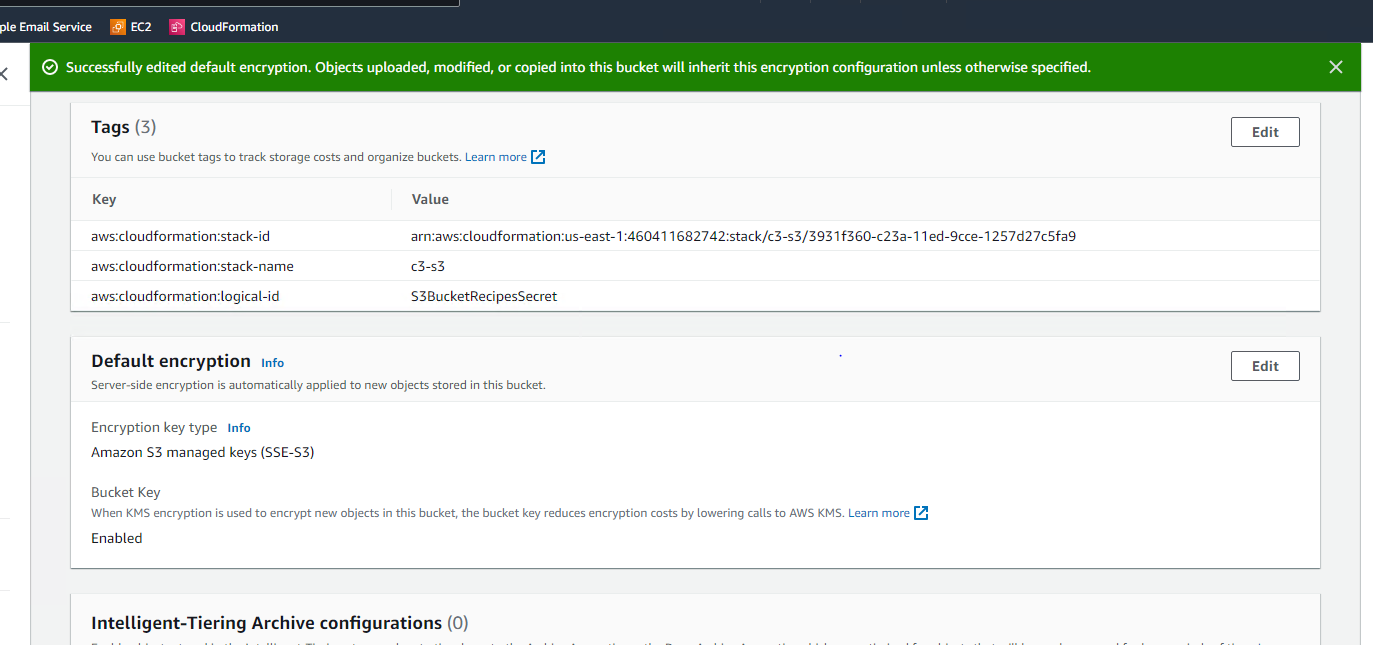 ple Email Service EC2 CloudFormation
Successfully edited default encryption. Objects uploaded, modified, or copied into this bucket will inherit this encryption configuration unless otherwise specified.
Tags (3)
Edit
You can use bucket tags to track storage costs and organize buckets. Learn more
Key Value
aws:cloudformation:stack-id arn:aws:cloudformation:us-east-1:460411682742:stack/c3-s3/3931f360-c23a-11ed-9cce-1257d27c5fa9
aws:cloudformation:stack-name c3-s3
aws:cloudformation:logical-id S3BucketRecipesSecret
Default encryption Info
Edit
Server-side encryption is automatically applied to new objects stored in this bucket.
Encryption key type Info
Amazon S3 managed keys (SSE-S3)
Bucket Key
When KMS encryption is used to encrypt new objects in this bucket, the bucket key reduces encryption costs by lowering calls to AWS KMS. Learn more
Enabled
Intelligent-Tiering Archive configurations (0)